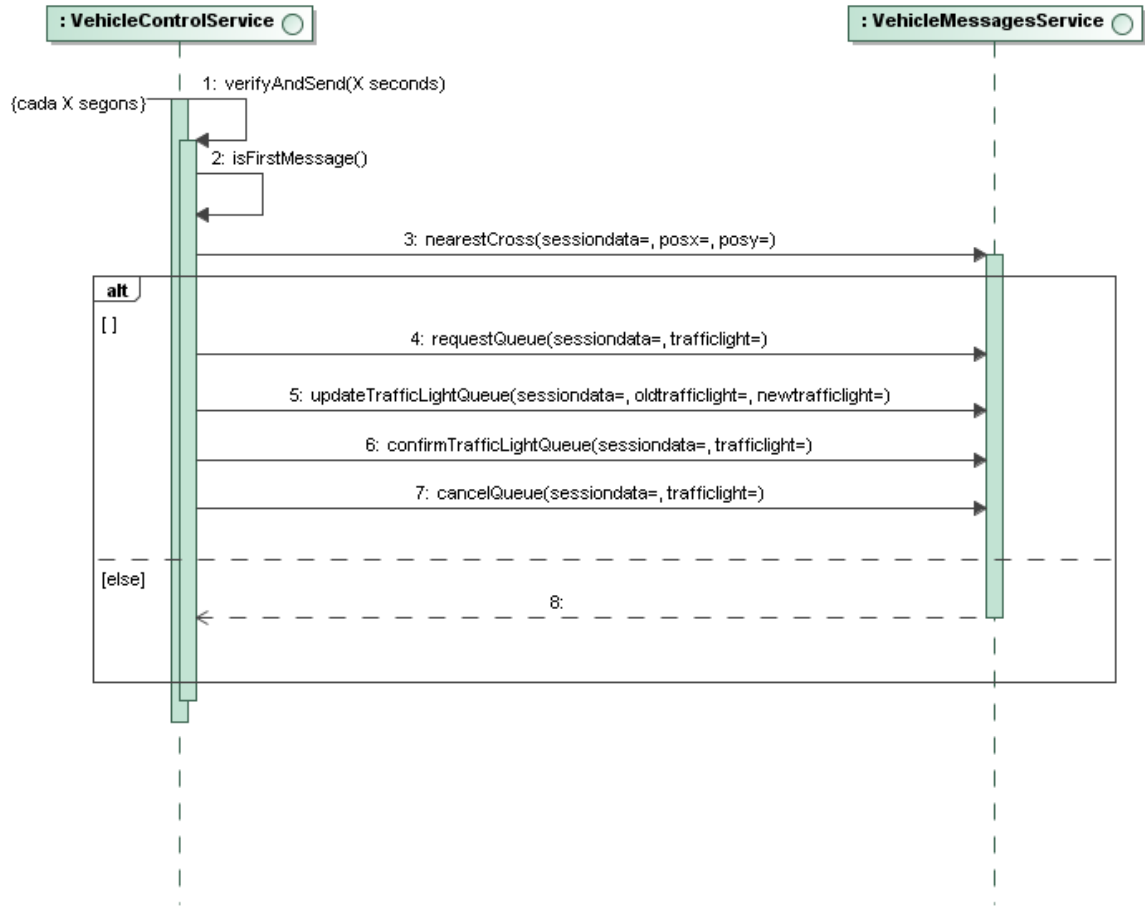 : VehicleControlService
: VehicleMessagesService
1: verifyAndSend(X seconds)
{cada X segons}
2: isFirstMessage()
3: nearestCross(sessiondata=, posx=, posy=)
alt
[ ]
4: requestQueue(sessiondata=, trafficlight=)
5: updateTrafficLightQueue(sessiondata=, oldtrafficlight=, newtrafficlight=)
6: confirmTrafficLightQueue(sessiondata=, trafficlight=)
7: cancelQueue(sessiondata=, trafficlight=)
[else]
8: